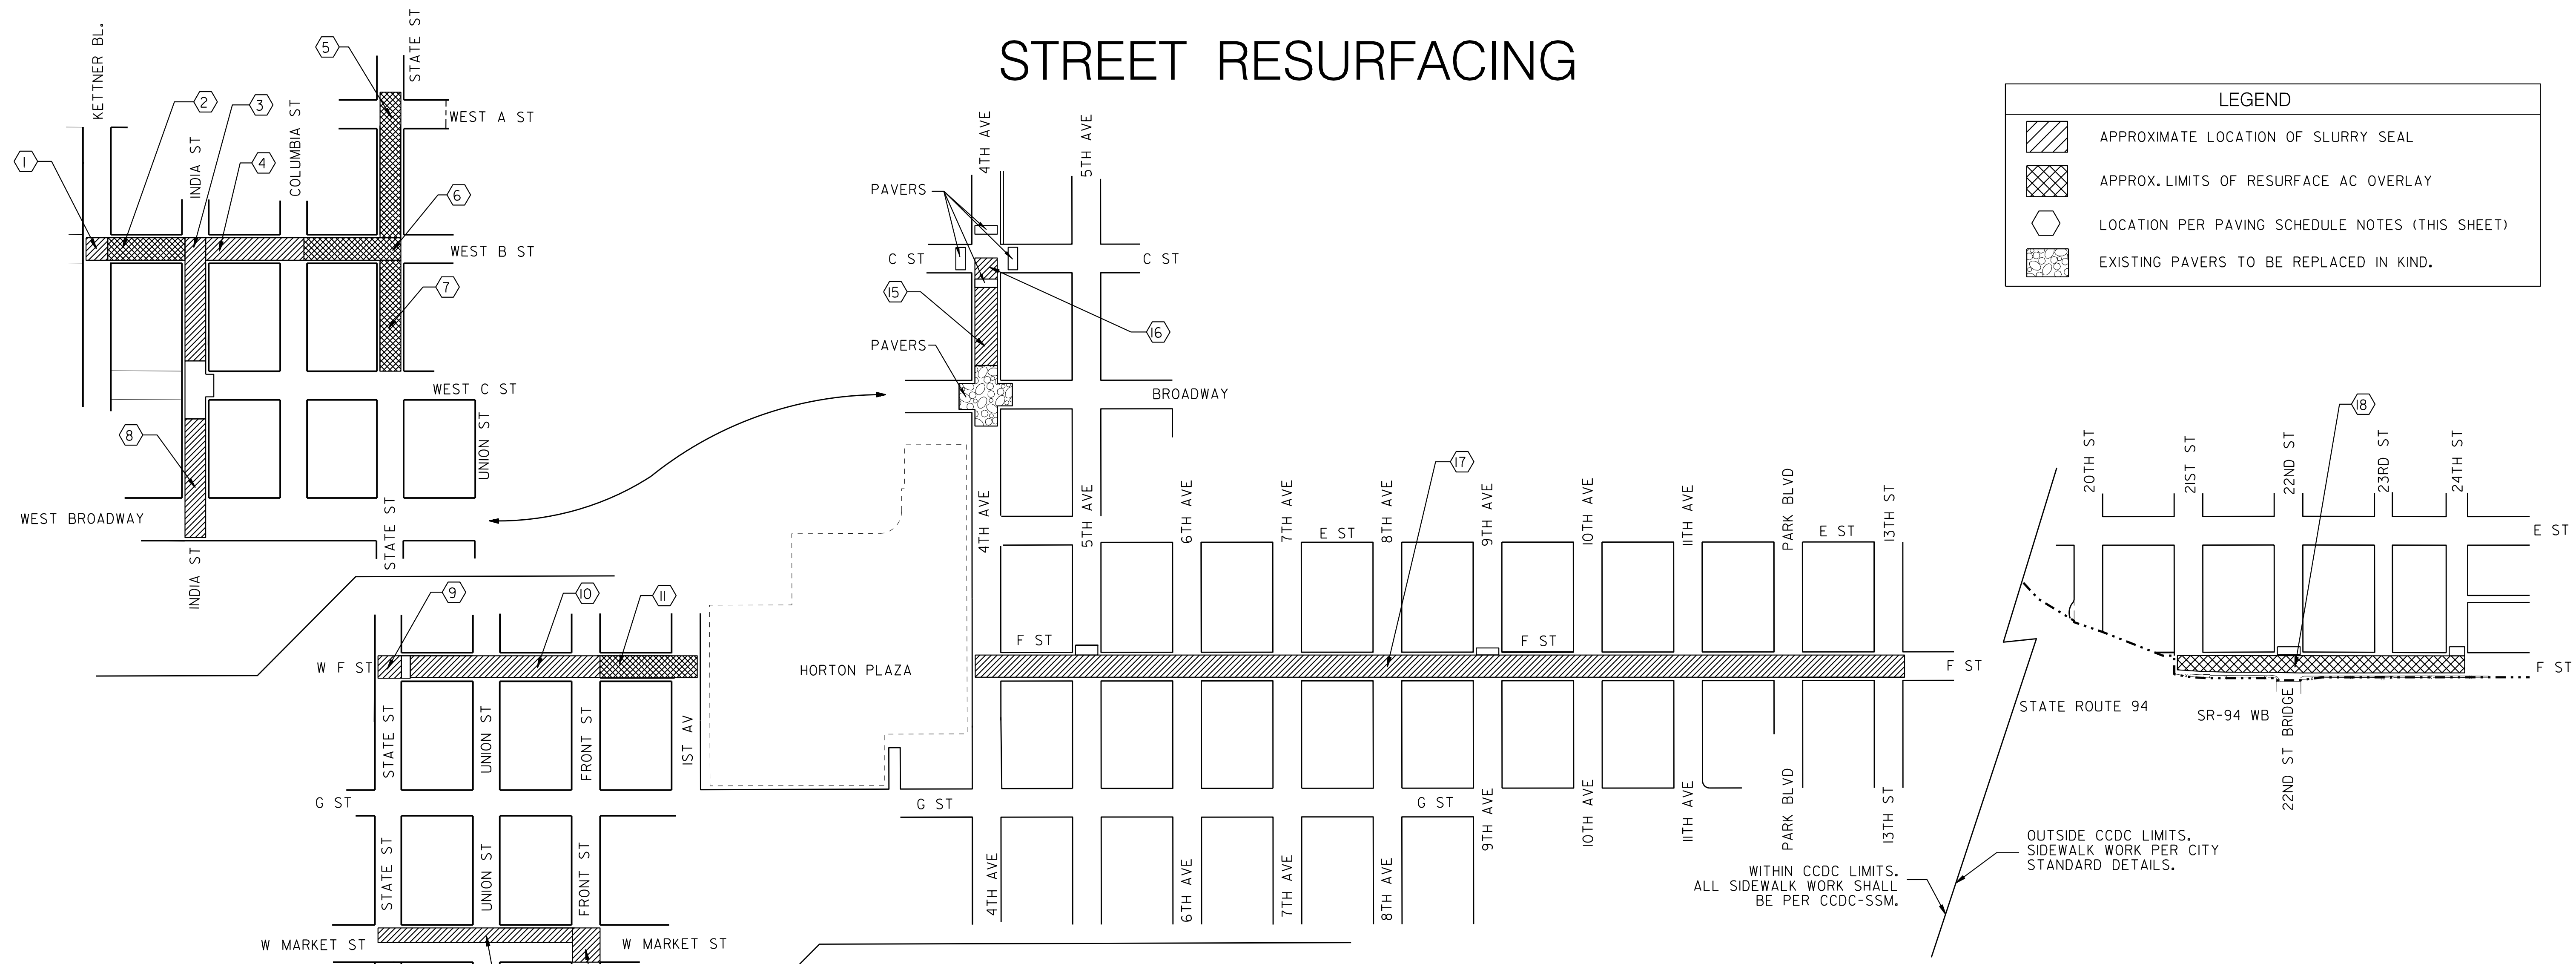 STREET RESURFACING
LEGEND
APPROXIMATE LOCATION OF SLURRY SEAL
APPROX. LIMITS OF RESURFACE AC OVERLAY
LOCATION PER PAVING SCHEDULE NOTES (THIS SHEET)
EXISTING PAVERS TO BE REPLACED IN KIND.
KETTNER BL.
INDIA ST
COLUMBIA ST
STATE ST
5
2
3
1
4
6
7
8
WEST A ST
WEST B ST
WEST C ST
UNION ST
STATE ST
WEST BROADWAY
INDIA ST
4TH AVE
5TH AVE
PAVERS
C ST
C ST
15
16
PAVERS
BROADWAY
17
4TH AVE
5TH AVE
6TH AVE
7TH AVE
8TH AVE
9TH AVE
10TH AVE
11TH AVE
PARK BLVD
13TH ST
E ST
E ST
18
20TH ST
21ST ST
22ND ST
23RD ST
24TH ST
E ST
9
10
11
W F ST
HORTON PLAZA
F ST
F ST
F ST
F ST
STATE ST
UNION ST
FRONT ST
1ST AV
STATE ROUTE 94
SR-94 WB
22ND ST BRIDGE
G ST
G ST
G ST
9TH AVE
10TH AVE
11TH AVE
PARK BLVD
13TH ST
STATE ST
UNION ST
FRONT ST
4TH AVE
6TH AVE
7TH AVE
8TH AVE
WITHIN CCDC LIMITS.
ALL SIDEWALK WORK SHALL
BE PER CCDC-SSM.
OUTSIDE CCDC LIMITS.
SIDEWALK WORK PER CITY
STANDARD DETAILS.
W MARKET ST
W MARKET ST